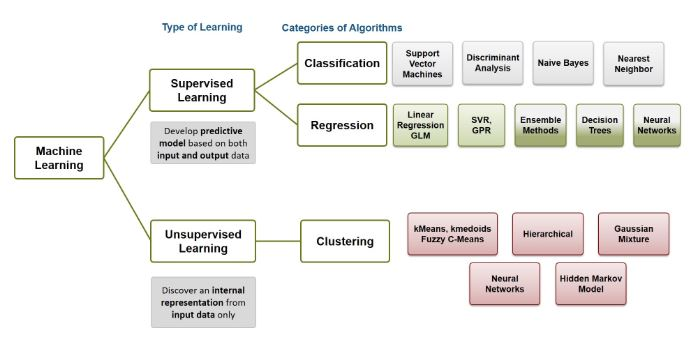 Type of Learning
Categories of Algorithms
Machine
Learning
Supervised
Learning
Develop predictive
model based on both
input and output data
Classification
Support
Vector
Machines
Discriminant
Analysis
Naive Bayes
Nearest
Neighbor
Regression
Linear
Regression
GLM
SVR,
GPR
Ensemble
Methods
Decision
Trees
Neural
Networks
Unsupervised
Learning
Discover an internal
representation from
input data only
Clustering
kMeans, kmedoids
Fuzzy C-Means
Hierarchical
Gaussian
Mixture
Neural
Networks
Hidden Markov
Model